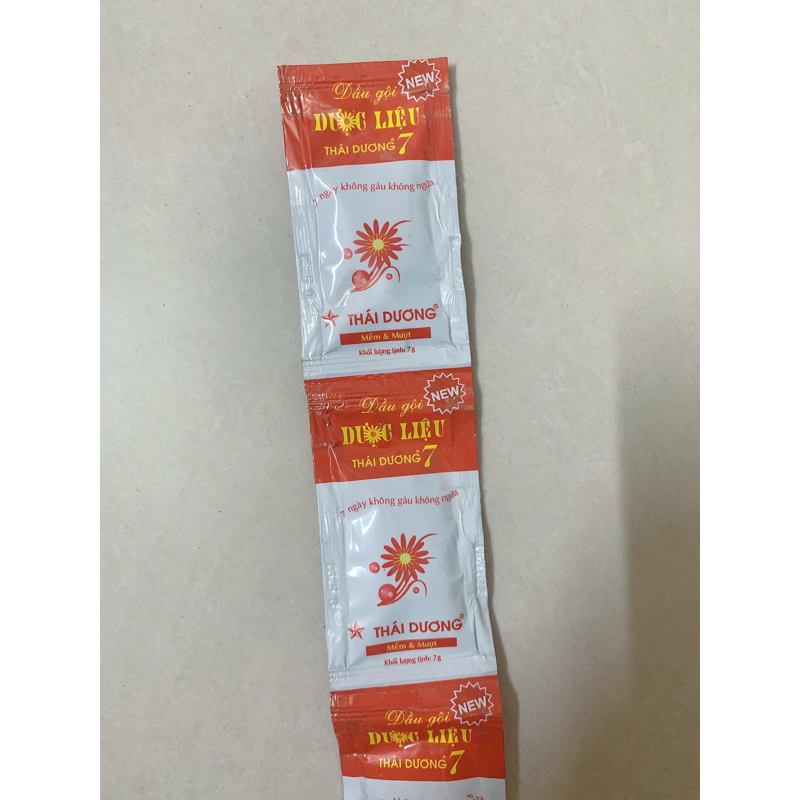 NEW
Dầu gội
DƯỢC LIỆU
THÁI DƯƠNG® 7
7 ngày không gàu không ngứa
THÁI DƯƠNG®
Mềm & Mượt
Khối lượng tịnh: 7g
NEW
Dầu gội
DƯỢC LIỆU
THÁI DƯƠNG® 7
7 ngày không gàu không ngứa
THÁI DƯƠNG®
Mềm & Mượt
Khối lượng tịnh: 7g
NEW
Dầu gội
DƯỢC LIỆU
THÁI DƯƠNG® 7